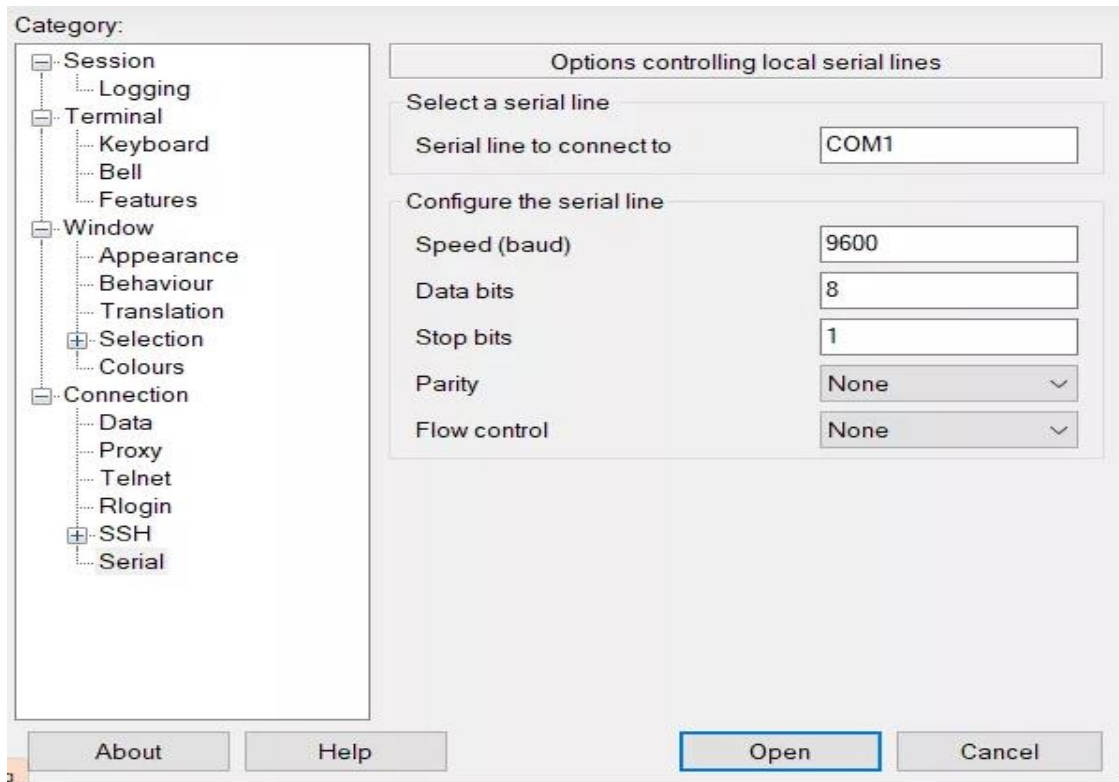 Category:
Session
Logging
Terminal
Keyboard
Bell
Features
Window
Appearance
Behaviour
Translation
Selection
Colours
Connection
Data
Proxy
Telnet
Rlogin
SSH
Serial
Options controlling local serial lines
Select a serial line
Serial line to connect to COM1
Configure the serial line
Speed (baud) 9600
Data bits 8
Stop bits 1
Parity None
Flow control None
About Help Open Cancel